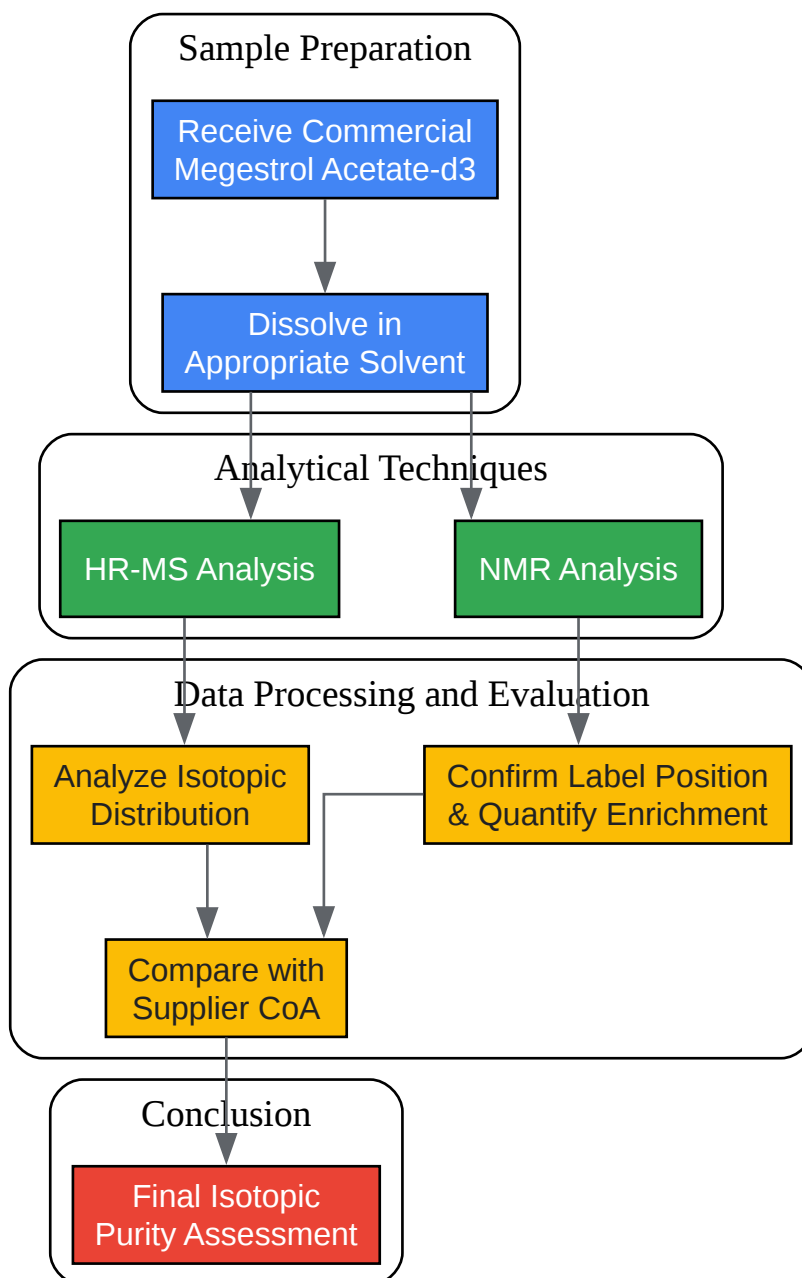 Sample Preparation
Receive Commercial
Megestrol Acetate-d3
Dissolve in
Appropriate Solvent
Analytical Techniques
HR-MS Analysis
NMR Analysis
Data Processing and Evaluation
Analyze Isotopic
Distribution
Confirm Label Position
& Quantify Enrichment
Compare with
Supplier CoA
Conclusion
Final Isotopic
Purity Assessment